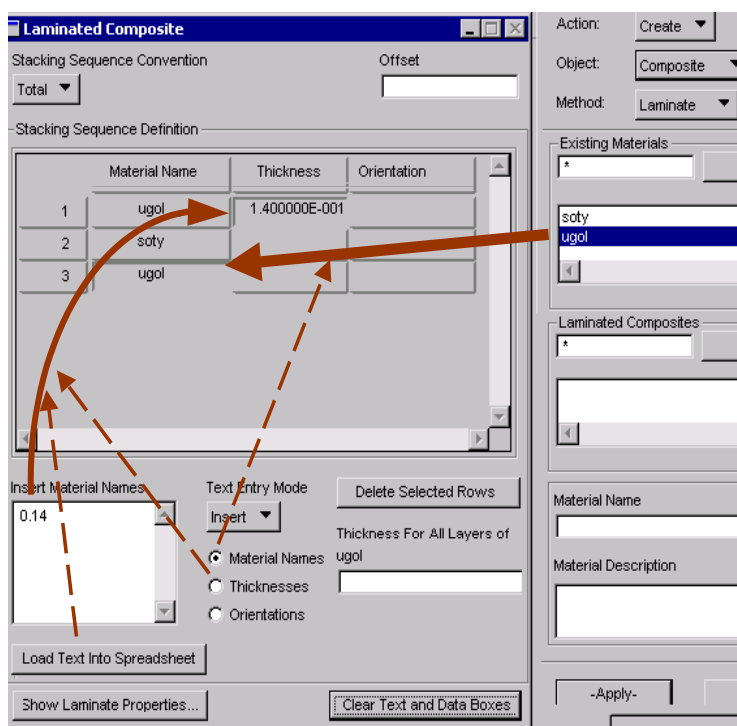 Laminated Composite
Stacking Sequence Convention
Offset
Total
Stacking Sequence Definition
Material Name Thickness Orientation
1 ugol 1.400000E-001
2 soty
3 ugol
Insert Material Names
0.14
Text Entry Mode
Insert
Material Names
Thicknesses
Orientations
Delete Selected Rows
Thickness For All Layers of
ugol
Load Text Into Spreadsheet
Show Laminate Properties...
Clear Text and Data Boxes
Action: Create
Object: Composite
Method: Laminate
Existing Materials
*
soty
ugol
Laminated Composites
*
Material Name
Material Description
-Apply-